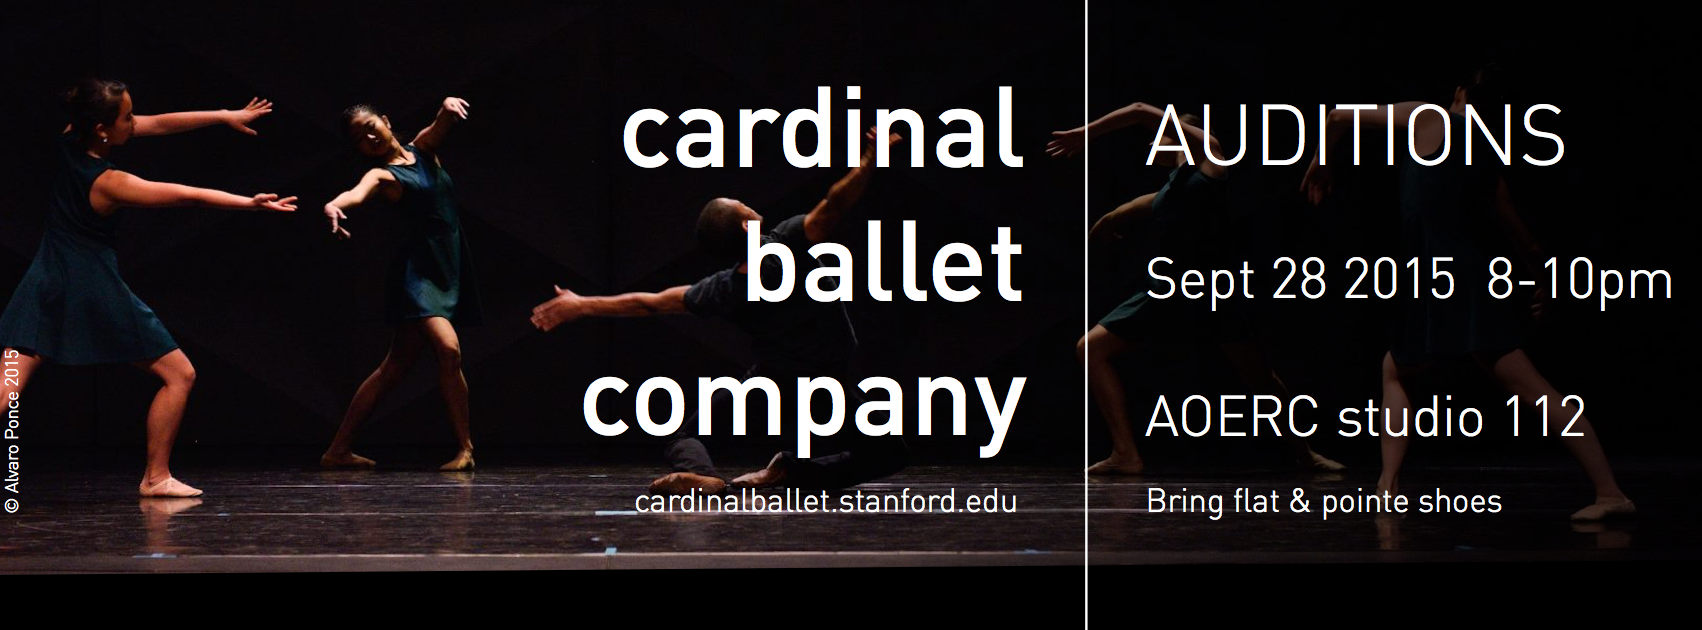 cardinal
ballet
company
cardinalballet.stanford.edu
AUDITIONS
Sept 28 2015 8-10pm
AOERC studio 112
Bring flat & pointe shoes
© Alvaro Ponce 2015